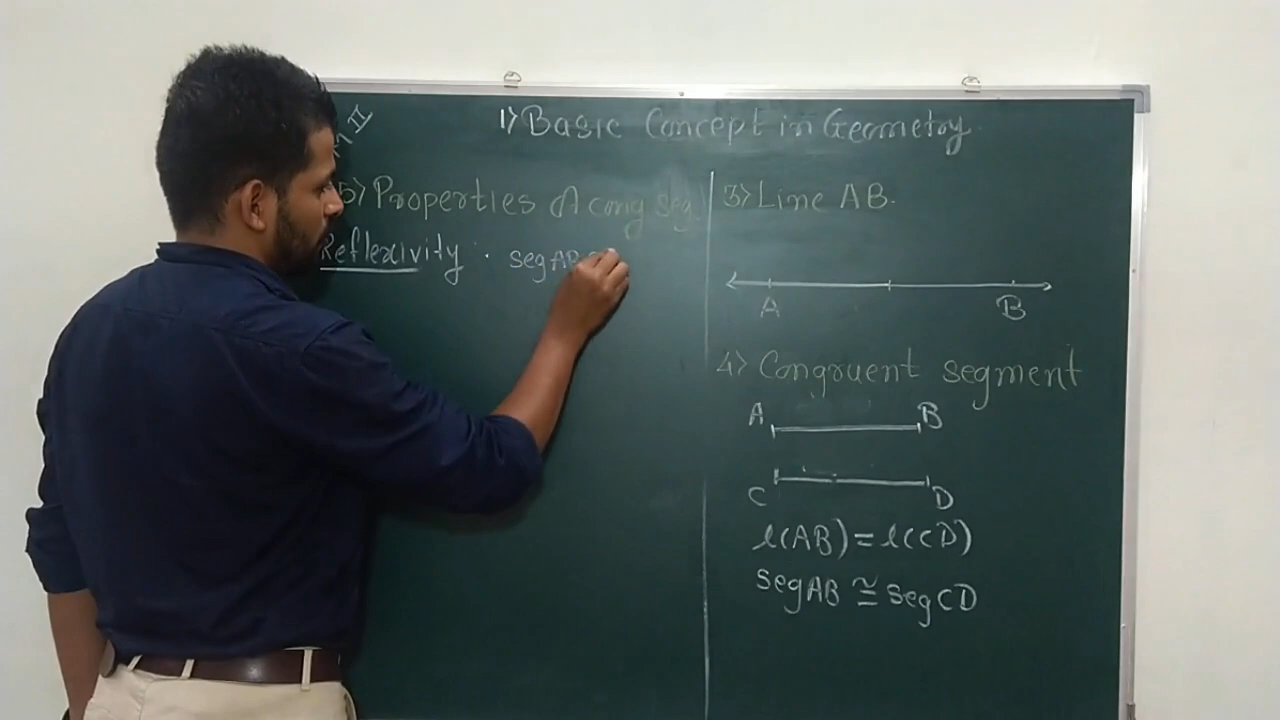 1> Basic Concept in Geometry
5> Properties of cong seg.
Reflexivity . seg AB
3> Line AB.
A B
4> Congruent segment
A B
C D
l(AB) = l(CD)
seg AB ≅ seg CD